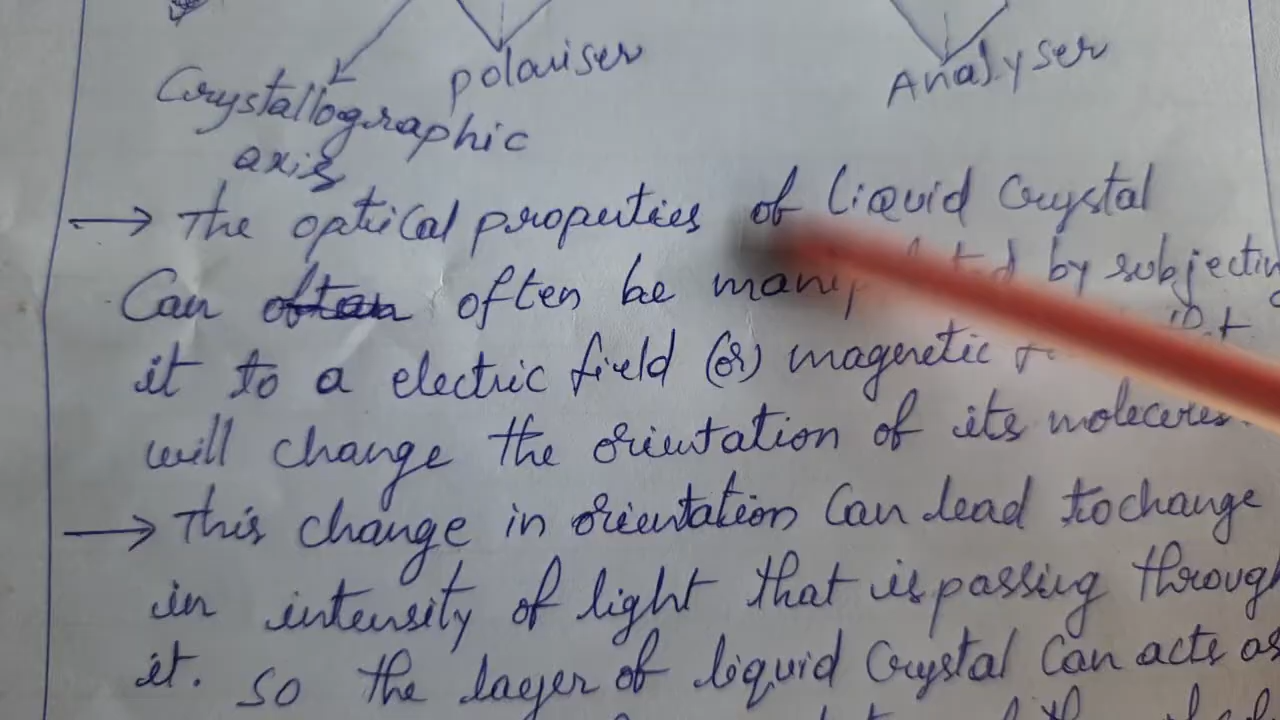 polariser
Analyser
Crystallographic
axis
→ The optical properties of liquid Crystal
Can often often be by subjecting
it to a electric field (or) magnetic
will change the orientation of its moleceres.
→ This change in orientation Can lead to change
in intensity of light that is passing through
it. So the layer of liquid Crystal Can acts as